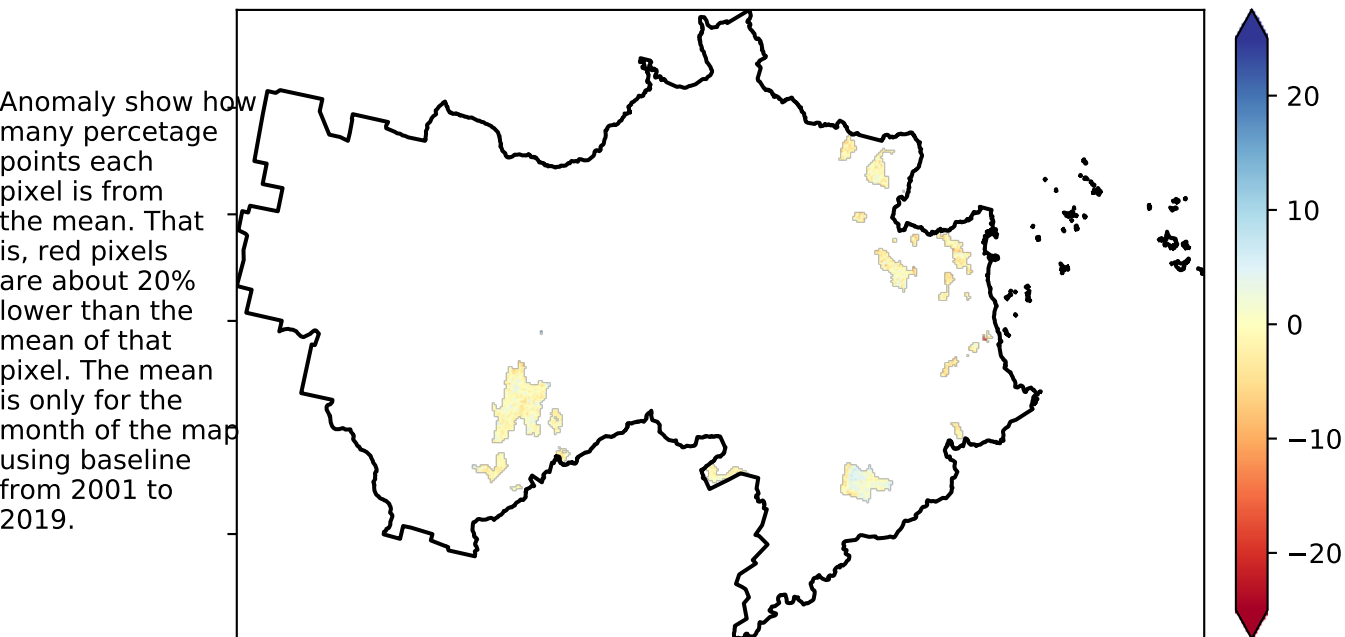 Anomaly show how
many percetage
points each
pixel is from
the mean. That
is, red pixels
are about 20%
lower than the
mean of that
pixel. The mean
is only for the
month of the map
using baseline
from 2001 to
2019.
20
10
0
−10
−20